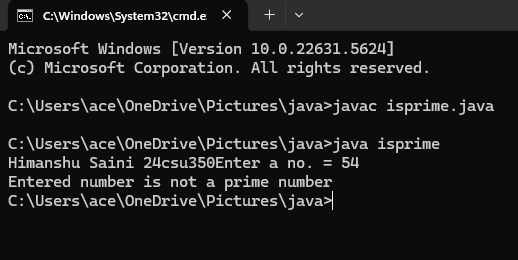 C:\Windows\System32\cmd.e
Microsoft Windows [Version 10.0.22631.5624]
(c) Microsoft Corporation. All rights reserved.
C:\Users\ace\OneDrive\Pictures\java>javac isprime.java
C:\Users\ace\OneDrive\Pictures\java>java isprime
Himanshu Saini 24csu350Enter a no. = 54
Entered number is not a prime number
C:\Users\ace\OneDrive\Pictures\java>